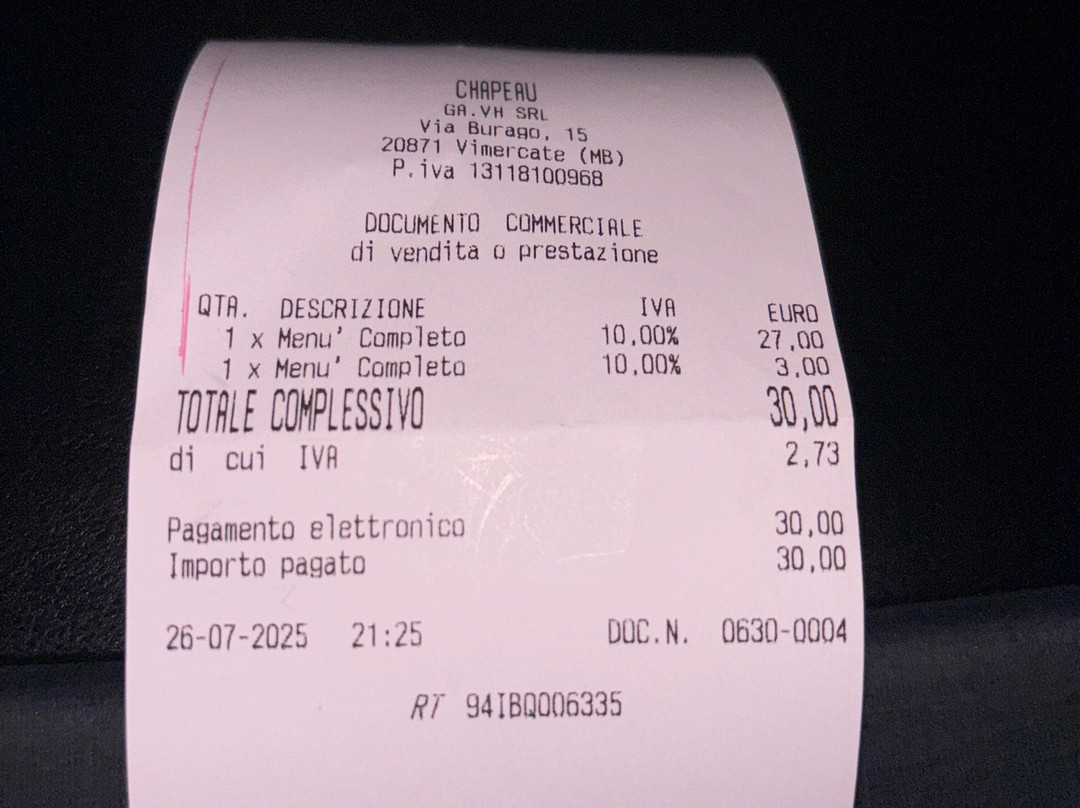 CHAPEAU
GA.VH SRL
Via Burago, 15
20871 Vimercate (MB)
P.iva 13118100968
DOCUMENTO COMMERCIALE
di vendita o prestazione
QTA. DESCRIZIONE IVA EURO
1 x Menu' Completo 10,00% 27,00
1 x Menu' Completo 10,00% 3,00
TOTALE COMPLESSIVO 30,00
di cui IVA 2,73
Pagamento elettronico 30,00
Importo pagato 30,00
26-07-2025 21:25 DOC.N. 0630-0004
RT 94IBQ006335